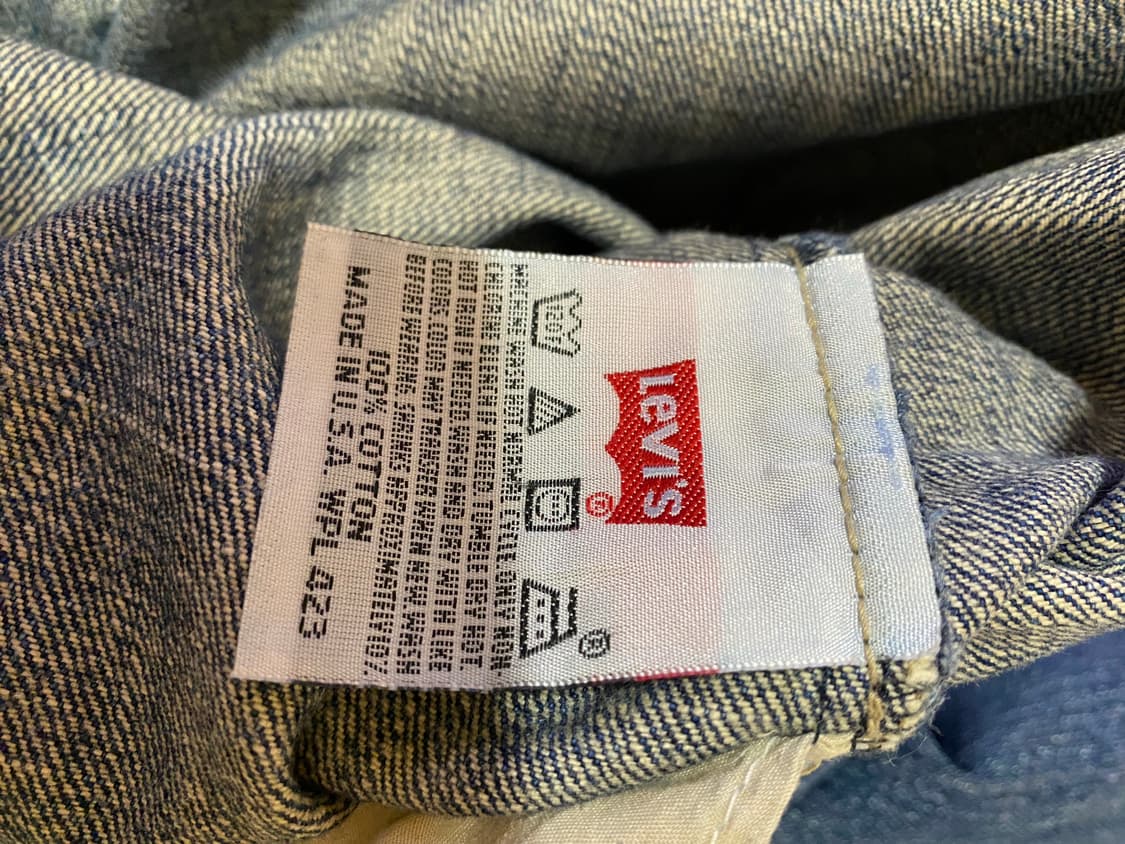 LEVI'S
®
®
MACHINE WASH HOT CYCLE. ONLY NON-
CHLORINE BLEACH IF NEEDED. TUMBLE DRY HOT
HOT IRON IF NEEDED. WASH AND DRY WITH LIKE
COLORS. COLOR MAY TRANSFER WHEN NEW. WASH
BEFORE WEARING. SHRINKS APPROXIMATELY 10%
100% COTTON
MADE IN U.S.A. WPL 423